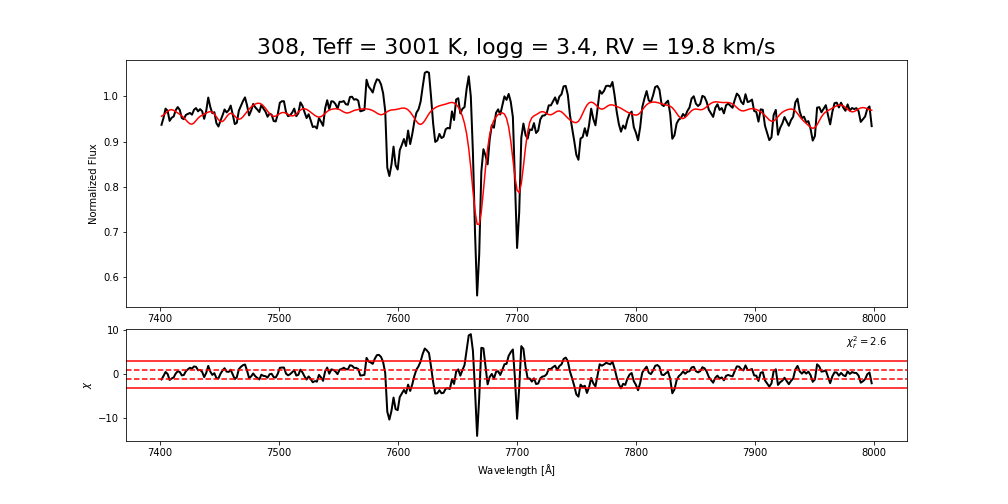 308, Teff = 3001 K, logg = 3.4, RV = 19.8 km/s
1.0
0.9
0.8
0.7
0.6
Normalized Flux
7400 7500 7600 7700 7800 7900 8000
10
0
−10
χ
χ²ᵣ = 2.6
7400 7500 7600 7700 7800 7900 8000
Wavelength [Å]